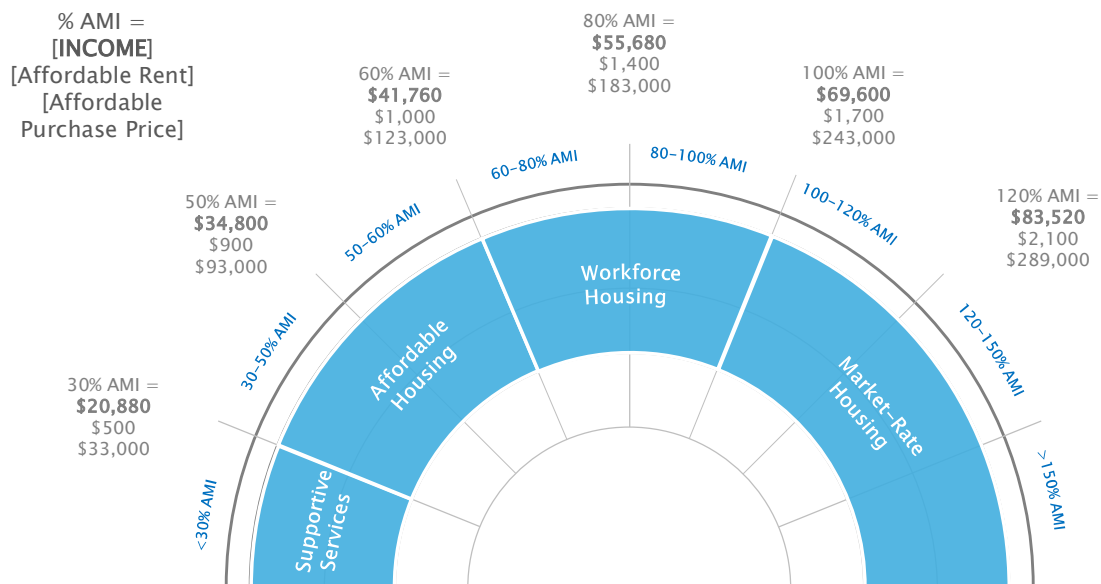 % AMI =
[INCOME]
[Affordable Rent]
[Affordable
Purchase Price]
30% AMI =
$20,880
$500
$33,000
50% AMI =
$34,800
$900
$93,000
60% AMI =
$41,760
$1,000
$123,000
80% AMI =
$55,680
$1,400
$183,000
100% AMI =
$69,600
$1,700
$243,000
120% AMI =
$83,520
$2,100
$289,000
<30% AMI
30–50% AMI
50–60% AMI
60–80% AMI
80–100% AMI
100–120% AMI
120–150% AMI
>150% AMI
Supportive
Services
Affordable
Housing
Workforce
Housing
Market–Rate
Housing